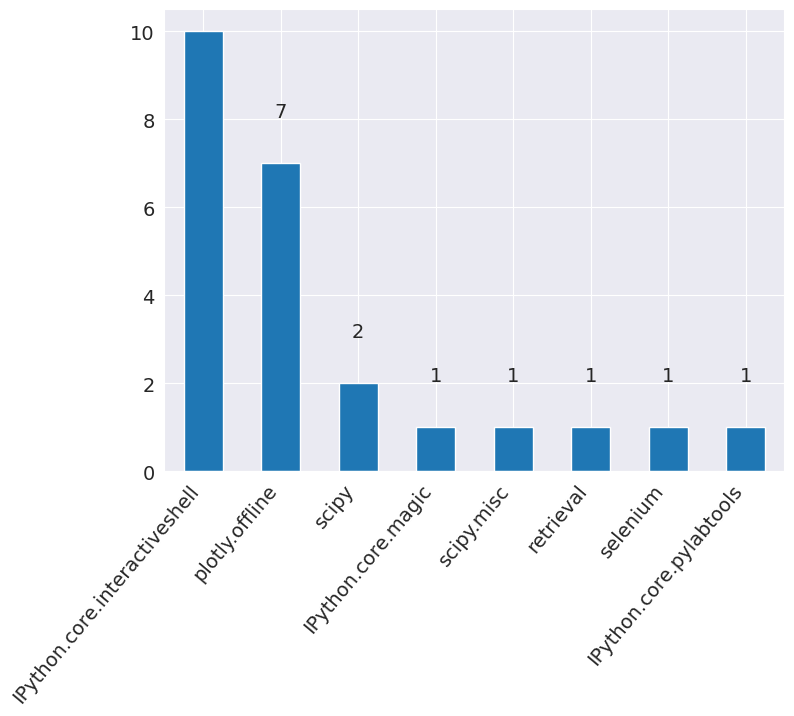 10
8
6
4
2
0
7
2
1
1
1
1
1
IPython.core.interactiveshell
plotly.offline
scipy
IPython.core.magic
scipy.misc
retrieval
selenium
IPython.core.pylabtools